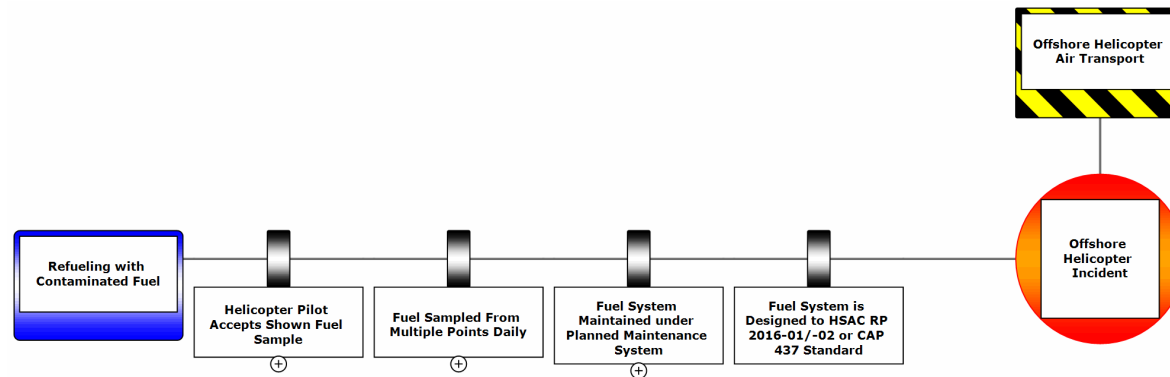 Offshore Helicopter
Air Transport
Refueling with
Contaminated Fuel
Offshore
Helicopter
Incident
Helicopter Pilot
Accepts Shown Fuel
Sample
Fuel Sampled From
Multiple Points Daily
Fuel System
Maintained under
Planned Maintenance
System
Fuel System is
Designed to HSAC RP
2016-01/-02 or CAP
437 Standard